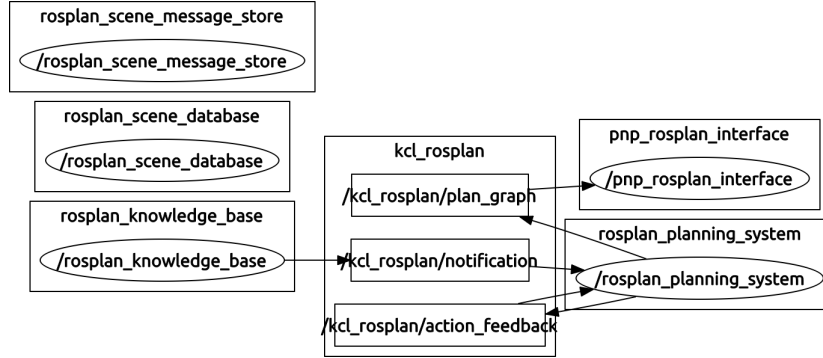 rosplan_scene_message_store
/rosplan_scene_message_store
rosplan_scene_database
/rosplan_scene_database
rosplan_knowledge_base
/rosplan_knowledge_base
kcl_rosplan
/kcl_rosplan/plan_graph
/kcl_rosplan/notification
/kcl_rosplan/action_feedback
pnp_rosplan_interface
/pnp_rosplan_interface
rosplan_planning_system
/rosplan_planning_system